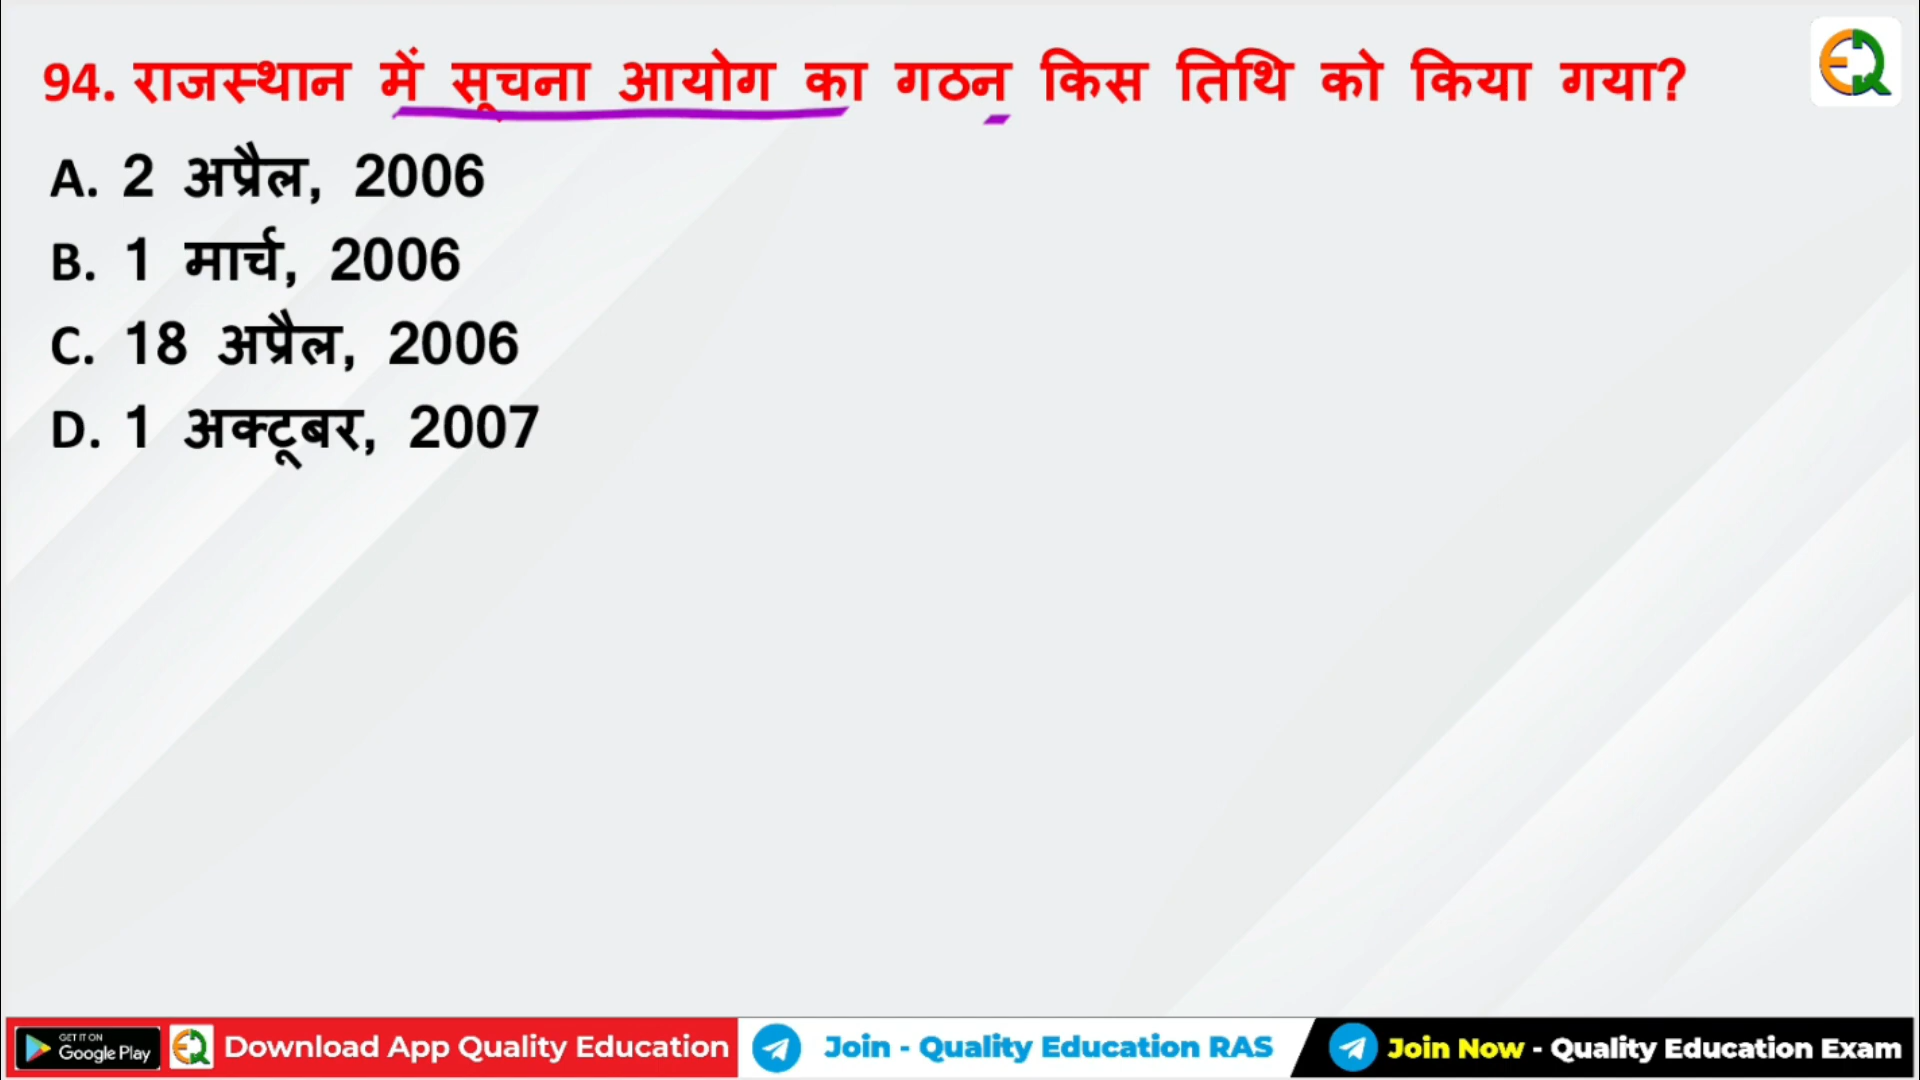 94. राजस्थान में सूचना आयोग का गठन किस तिथि को किया गया?
A. 2 अप्रैल, 2006
B. 1 मार्च, 2006
C. 18 अप्रैल, 2006
D. 1 अक्टूबर, 2007
GET IT ON
Google Play
Download App Quality Education
Join - Quality Education RAS
Join Now - Quality Education Exam